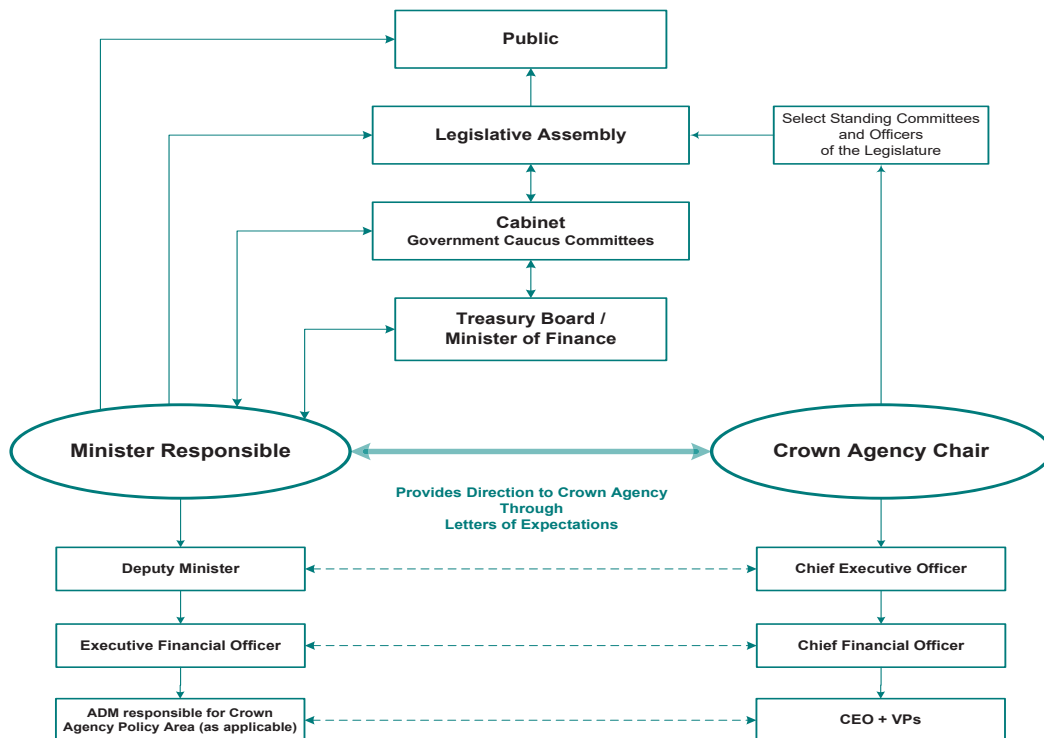 Public
Legislative Assembly
Select Standing Committees
and Officers
of the Legislature
Cabinet
Government Caucus Committees
Treasury Board /
Minister of Finance
Minister Responsible
Crown Agency Chair
Provides Direction to Crown Agency
Through
Letters of Expectations
Deputy Minister
Chief Executive Officer
Executive Financial Officer
Chief Financial Officer
ADM responsible for Crown
Agency Policy Area (as applicable)
CEO + VPs